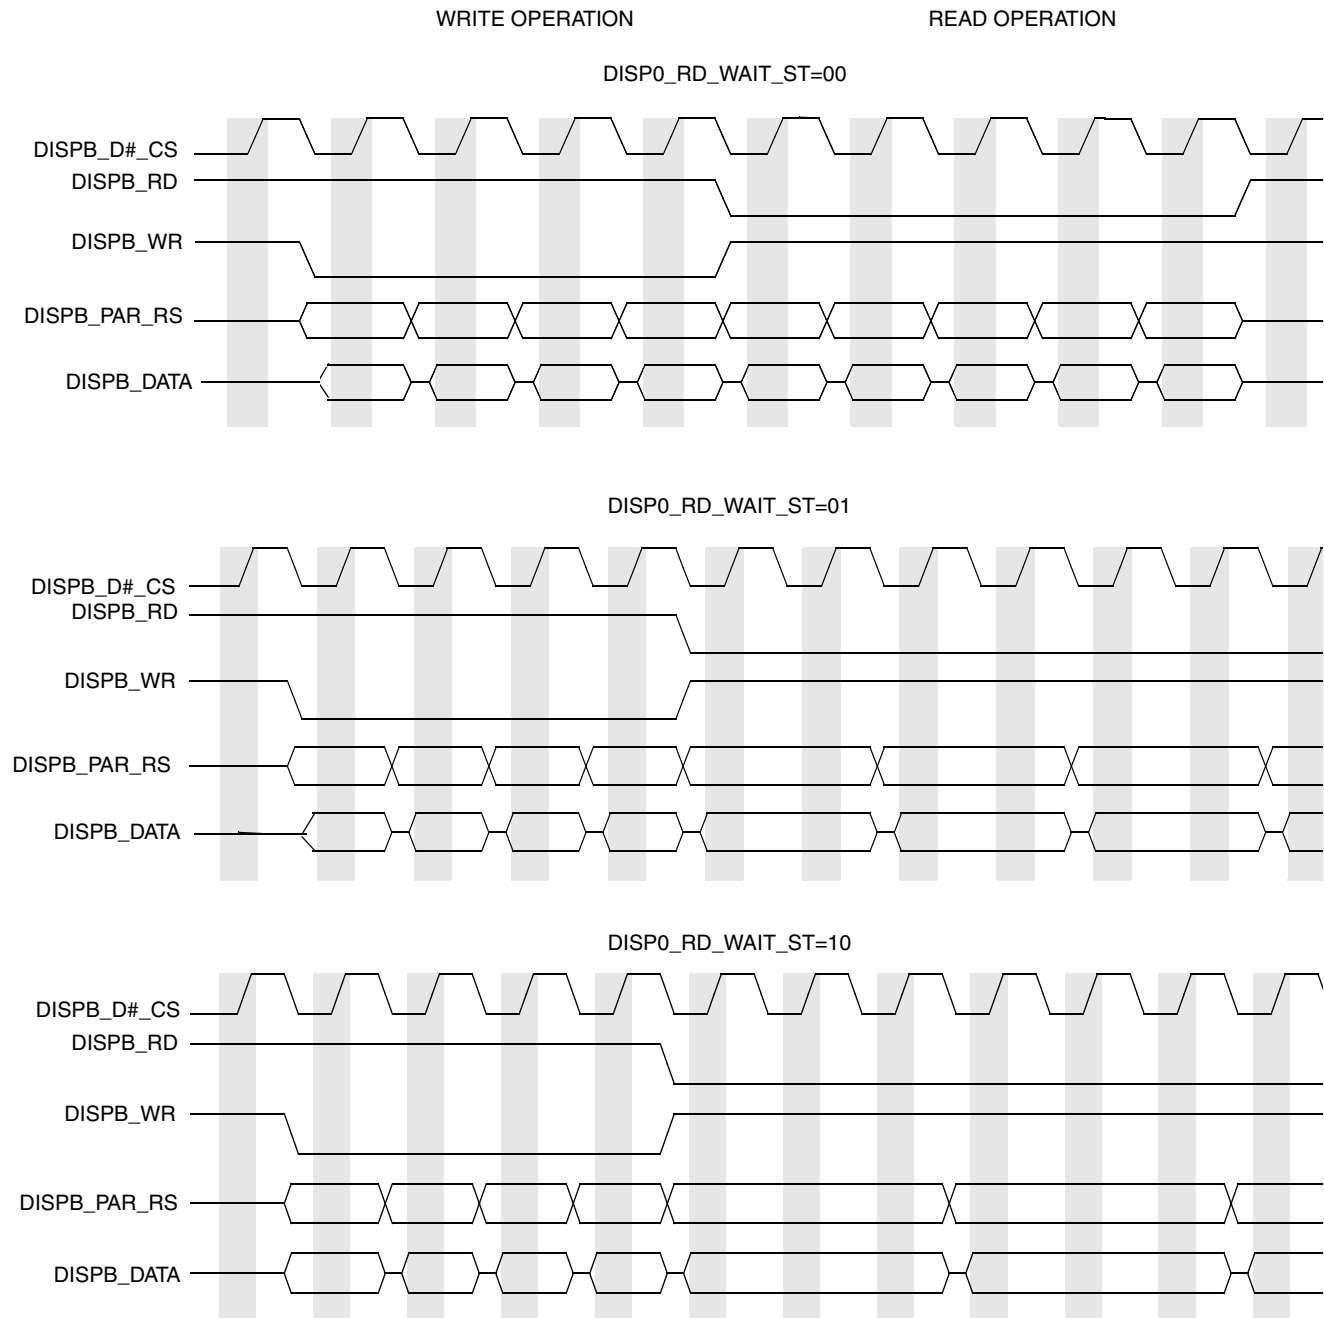 WRITE OPERATION
READ OPERATION
DISP0_RD_WAIT_ST=00
DISPB_D#_CS
DISPB_RD
DISPB_WR
DISPB_PAR_RS
DISPB_DATA
DISP0_RD_WAIT_ST=01
DISPB_D#_CS
DISPB_RD
DISPB_WR
DISPB_PAR_RS
DISPB_DATA
DISP0_RD_WAIT_ST=10
DISPB_D#_CS
DISPB_RD
DISPB_WR
DISPB_PAR_RS
DISPB_DATA